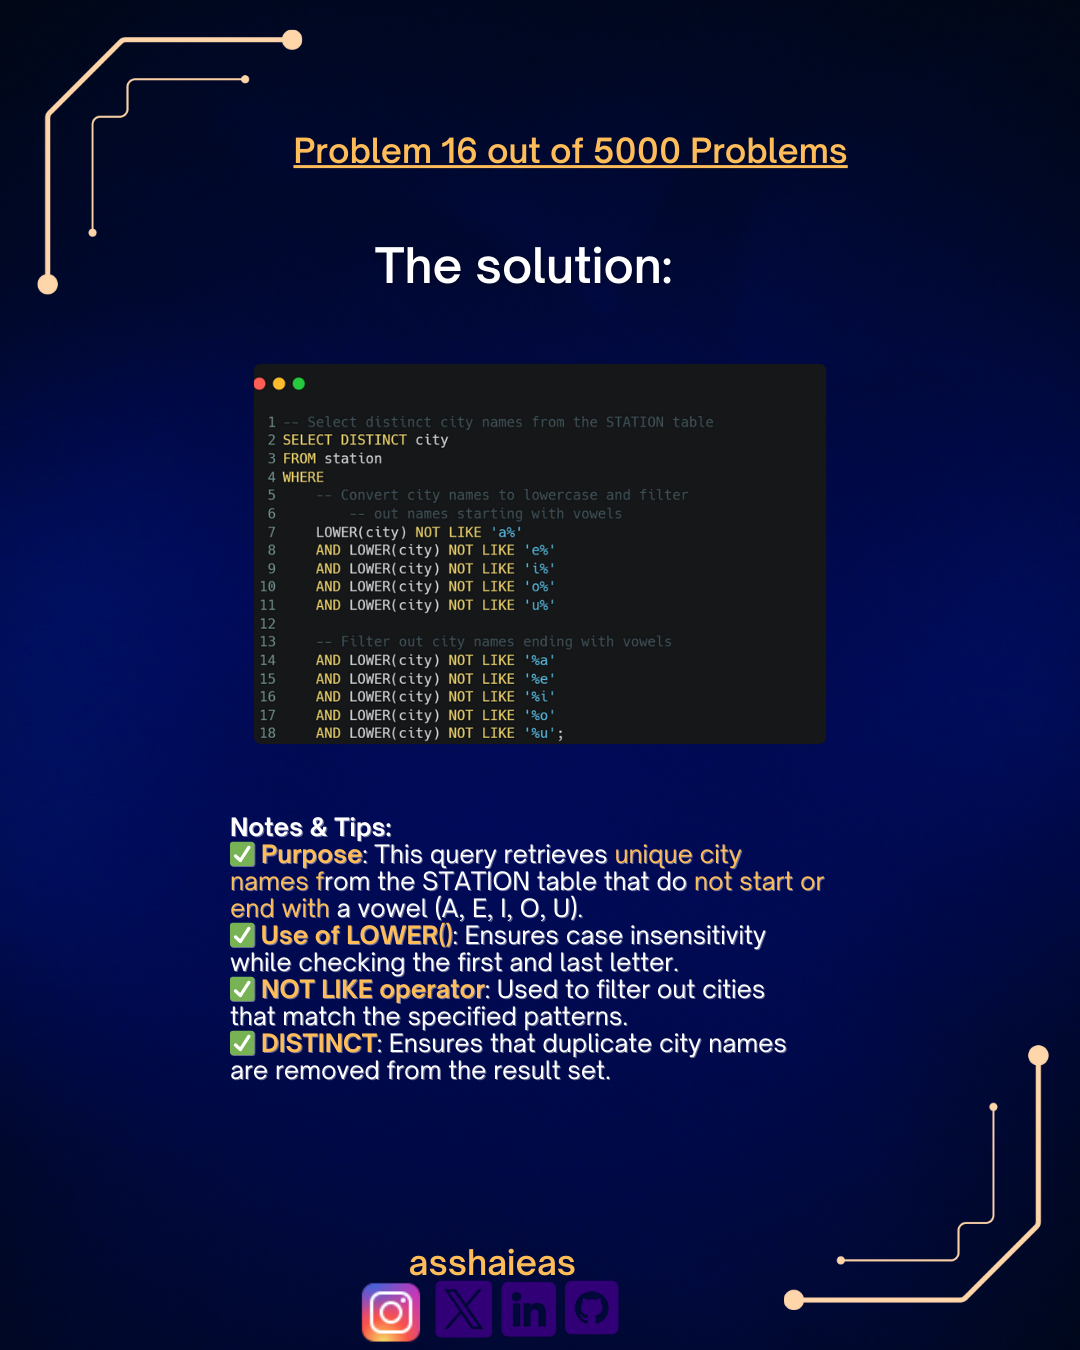 Problem 16 out of 5000 Problems
The solution:
1 -- Select distinct city names from the STATION table
2 SELECT DISTINCT city
3 FROM station
4 WHERE
5     -- Convert city names to lowercase and filter
6         -- out names starting with vowels
7     LOWER(city) NOT LIKE 'a%'
8     AND LOWER(city) NOT LIKE 'e%'
9     AND LOWER(city) NOT LIKE 'i%'
10     AND LOWER(city) NOT LIKE 'o%'
11     AND LOWER(city) NOT LIKE 'u%'
12
13     -- Filter out city names ending with vowels
14     AND LOWER(city) NOT LIKE '%a'
15     AND LOWER(city) NOT LIKE '%e'
16     AND LOWER(city) NOT LIKE '%i'
17     AND LOWER(city) NOT LIKE '%o'
18     AND LOWER(city) NOT LIKE '%u';
Notes & Tips:
✅ Purpose: This query retrieves unique city
names from the STATION table that do not start or
end with a vowel (A, E, I, O, U).
✅ Use of LOWER(): Ensures case insensitivity
while checking the first and last letter.
✅ NOT LIKE operator: Used to filter out cities
that match the specified patterns.
✅ DISTINCT: Ensures that duplicate city names
are removed from the result set.
asshaieas